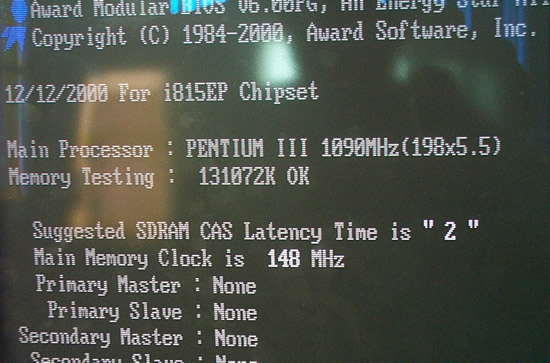 Award Modular BIOS v6.00PG, An Energy Star
Copyright (C) 1984-2000, Award Software, Inc.
12/12/2000 For i815EP Chipset
Main Processor : PENTIUM III 1090MHz(198x5.5)
Memory Testing : 131072K OK
Suggested SDRAM CAS Latency Time is " 2 "
Main Memory Clock is 148 MHz
Primary Master : None
Primary Slave : None
Secondary Master : None
Secondary Slave : None